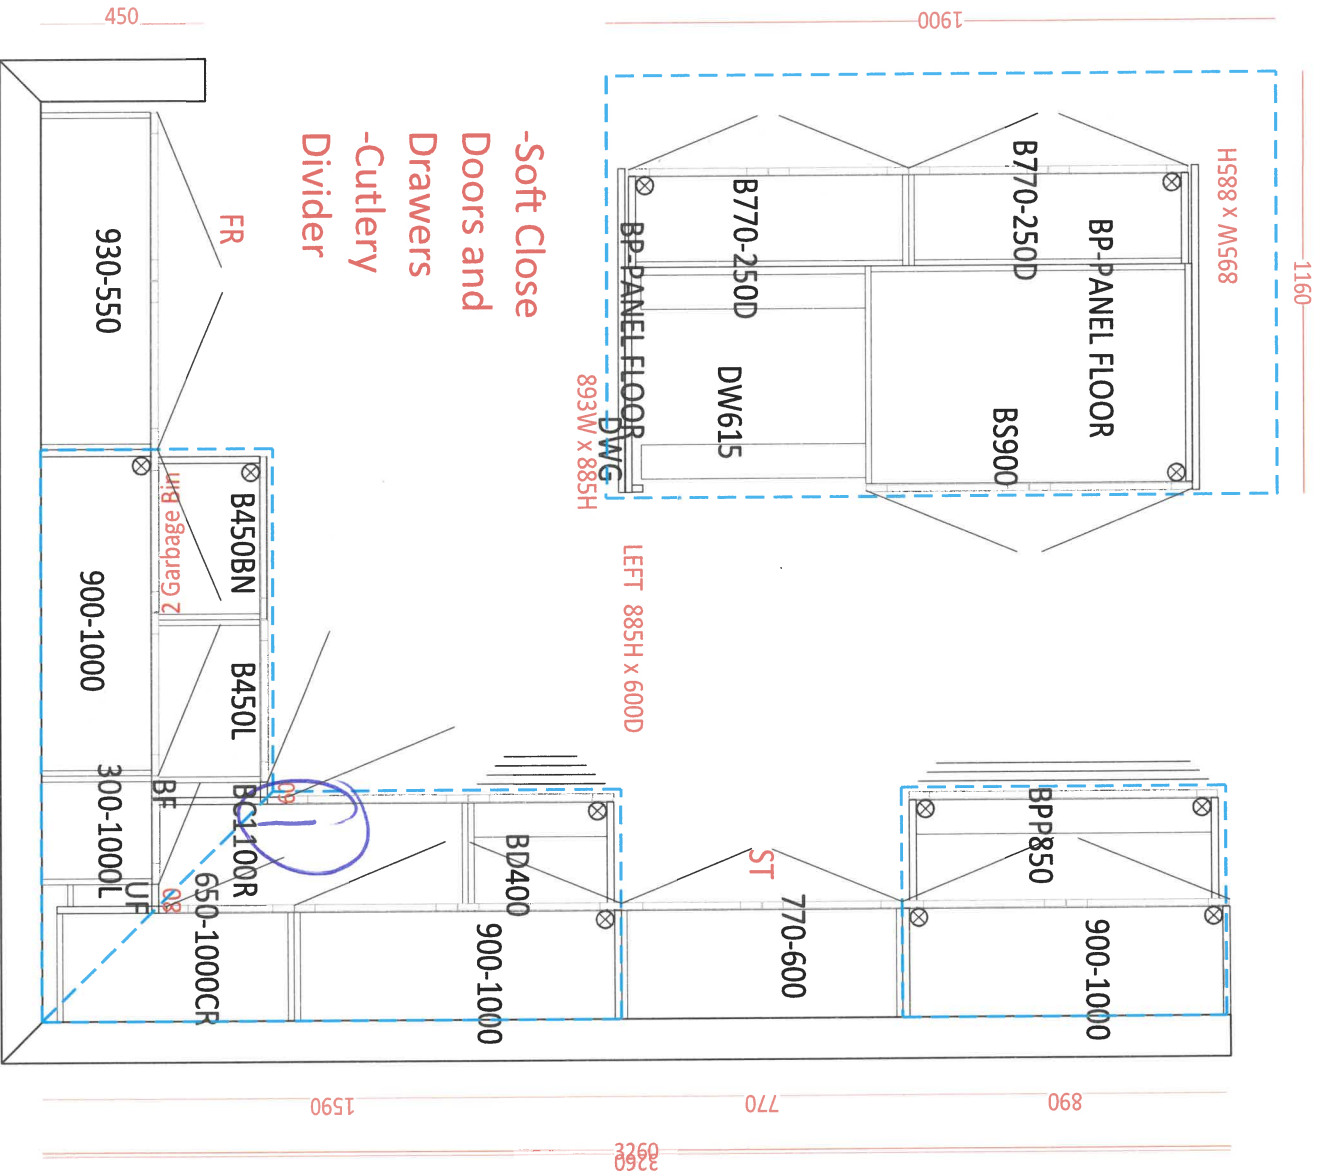 450
1900
-Soft Close
Doors and
Drawers
-Cutlery
Divider
FR
930-550
B770-250D
B770-250D
BP-PANEL FLOOR
BP-PANEL FLOOR
895W x 885H
1160
DW615
DWG
BS900
893W x 885H
LEFT 885H x 600D
2 Garbage Bin
B450BN
900-1000
B450L
300-1000L
BF
BC1100R
60
UF
80
650-1000CR
BD400
900-1000
ST
770-600
BPP850
900-1000
1590
770
890
3260
3260